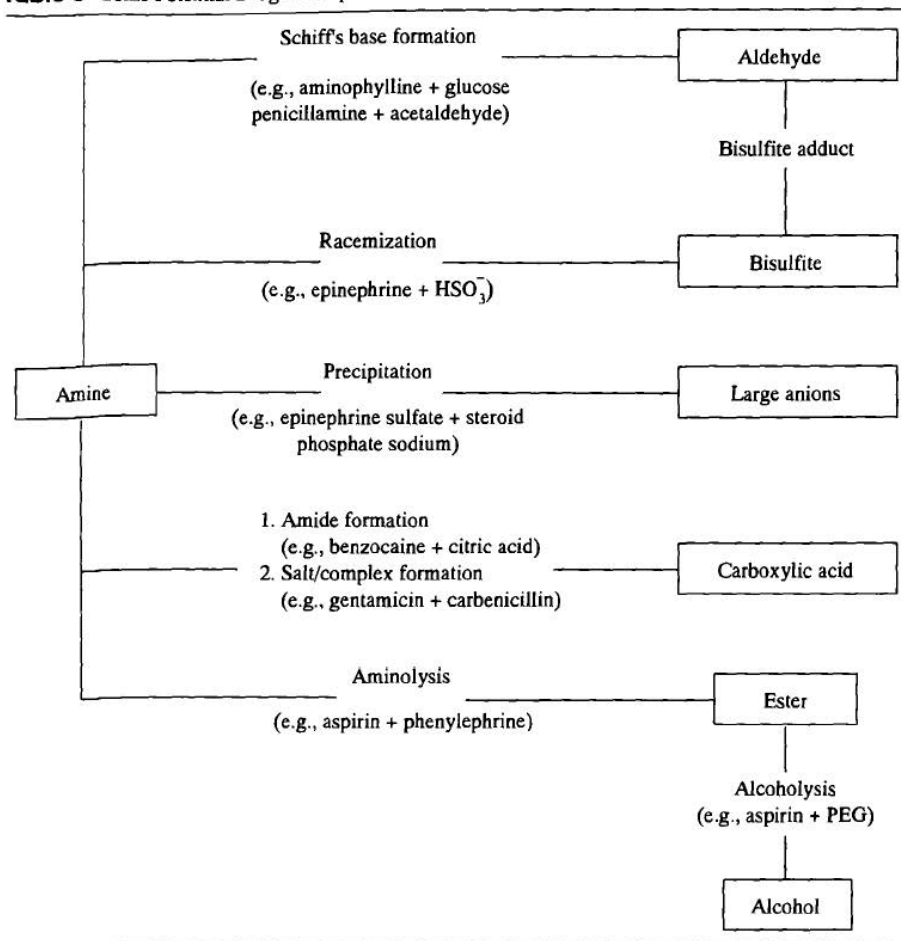 Schiff's base formation
Aldehyde
(e.g., aminophylline + glucose
penicillamine + acetaldehyde)
Bisulfite adduct
Racemization
Bisulfite
(e.g., epinephrine + HSO₃⁻)
Precipitation
Amine
Large anions
(e.g., epinephrine sulfate + steroid
phosphate sodium)
1. Amide formation
(e.g., benzocaine + citric acid)
Carboxylic acid
2. Salt/complex formation
(e.g., gentamicin + carbenicillin)
Aminolysis
Ester
(e.g., aspirin + phenylephrine)
Alcoholysis
(e.g., aspirin + PEG)
Alcohol